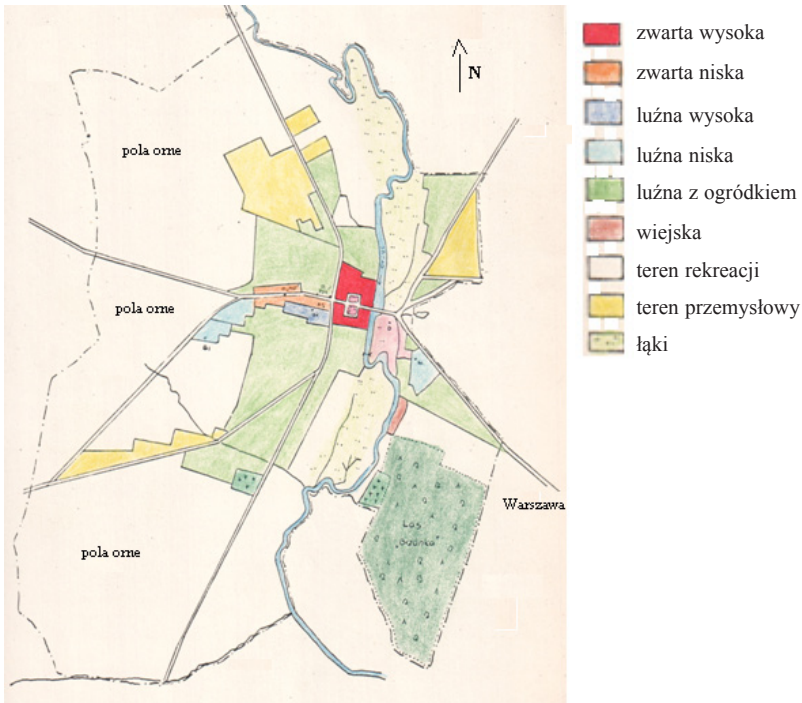 N
pola orne
pola orne
Warszawa
pola orne
Las
zwarta wysoka
zwarta niska
luźna wysoka
luźna niska
luźna z ogródkiem
wiejska
teren rekreacji
teren przemysłowy
łąki